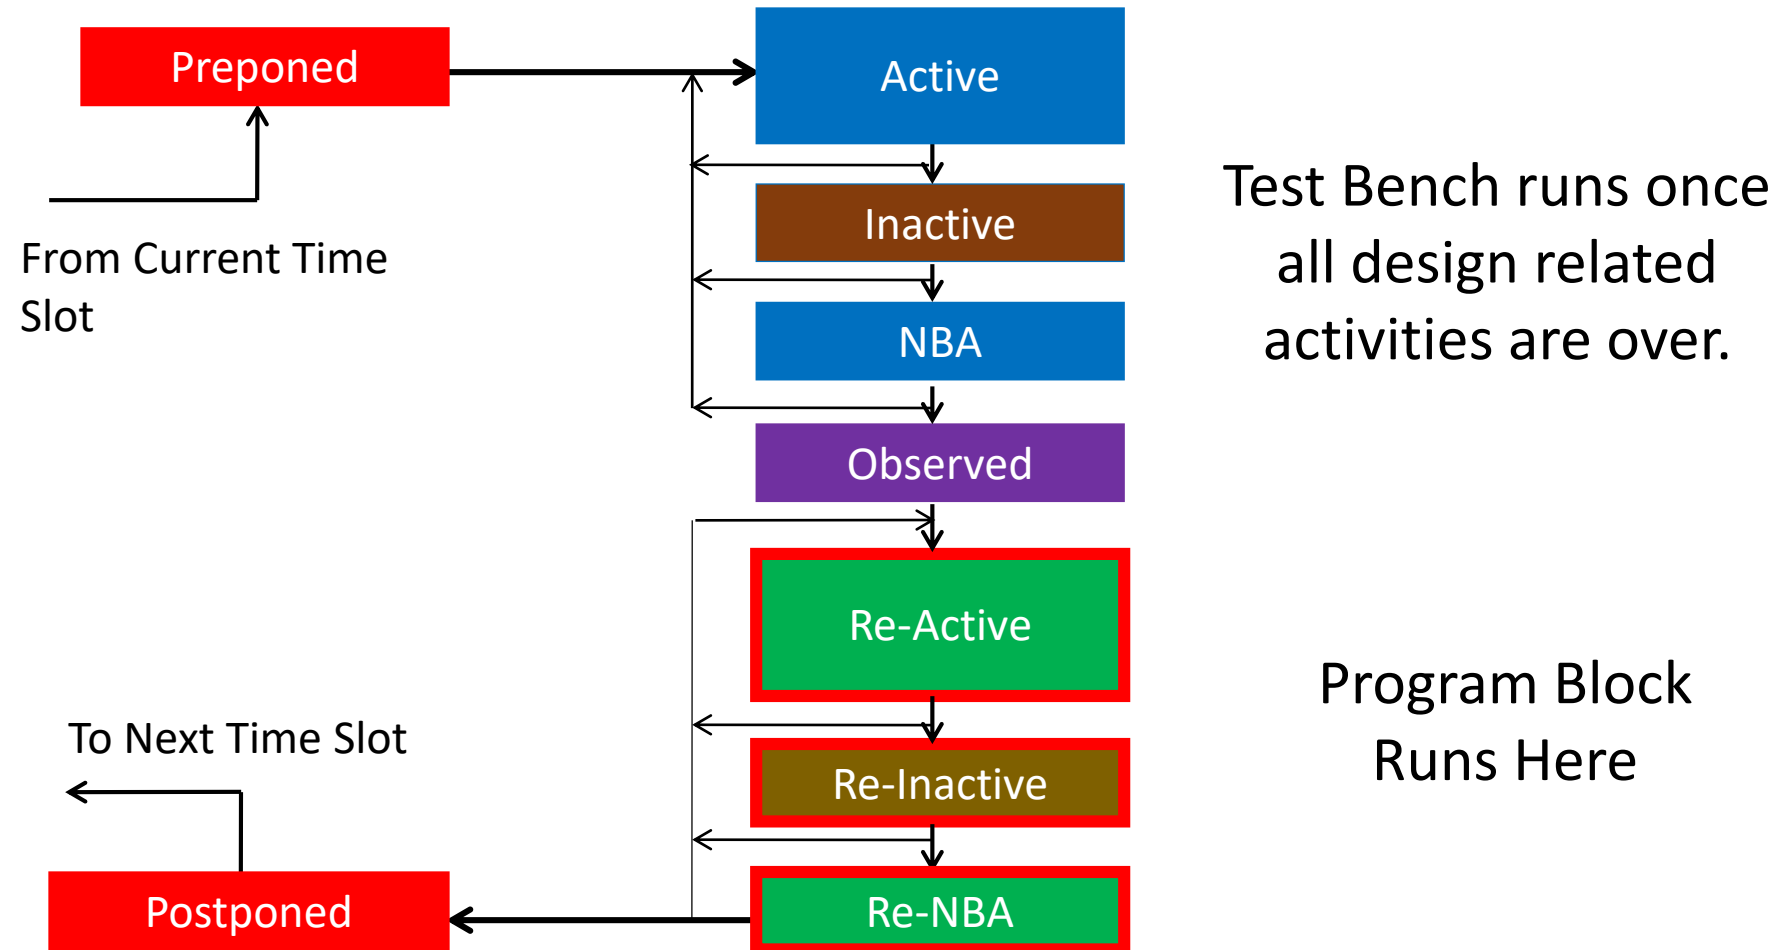 Preponed
Active
Inactive
From Current Time
Slot
NBA
Observed
Test Bench runs once
all design related
activities are over.
Re-Active
To Next Time Slot
Re-Inactive
Program Block
Runs Here
Postponed
Re-NBA